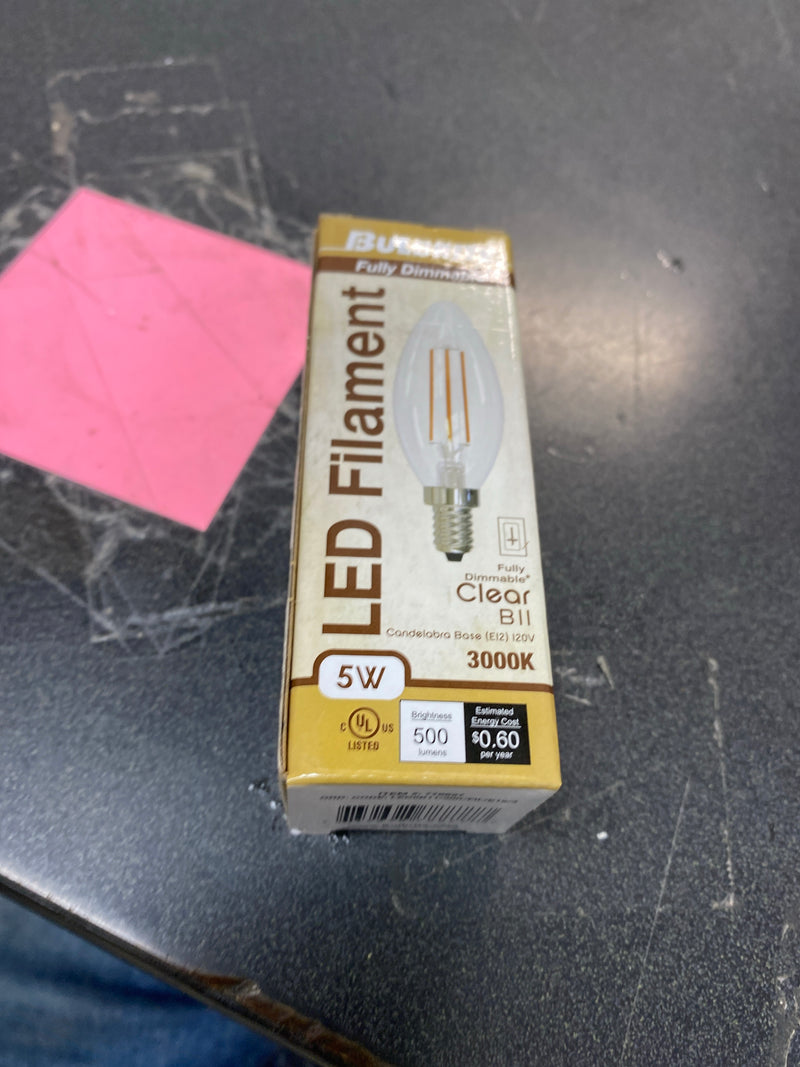 Fully
LED Filament
Fully
Dimmable*
Clear
B11
Candelabra Base (E12) 120V
3000K
5W
C UL US
LISTED
Brightness
500
lumens
Estimated
Energy Cost
$0.60
per year